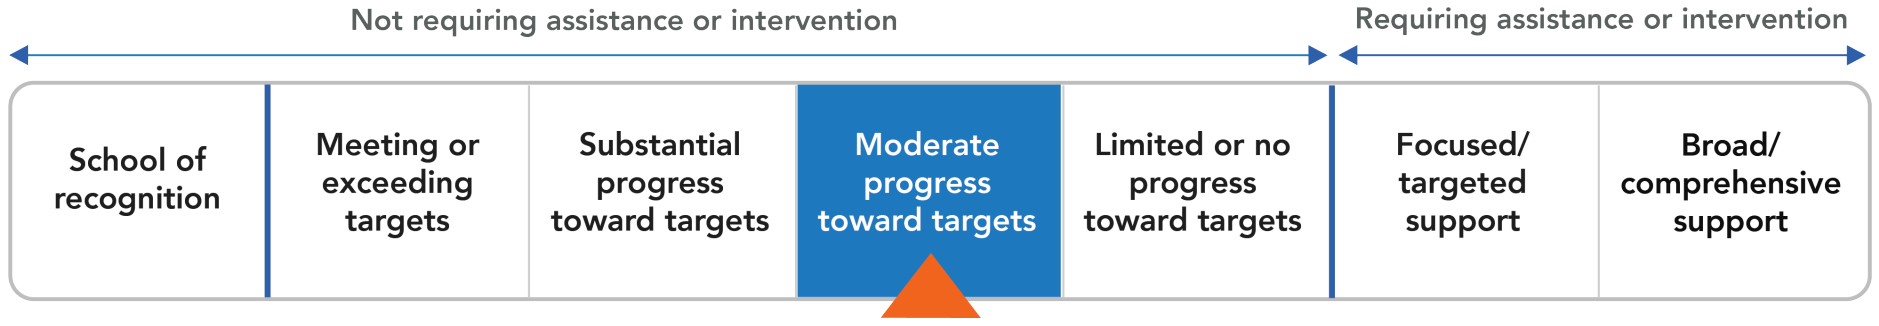 Not requiring assistance or intervention
Requiring assistance or intervention
School of
recognition
Meeting or
exceeding
targets
Substantial
progress
toward targets
Moderate
progress
toward targets
Limited or no
progress
toward targets
Focused/
targeted
support
Broad/
comprehensive
support